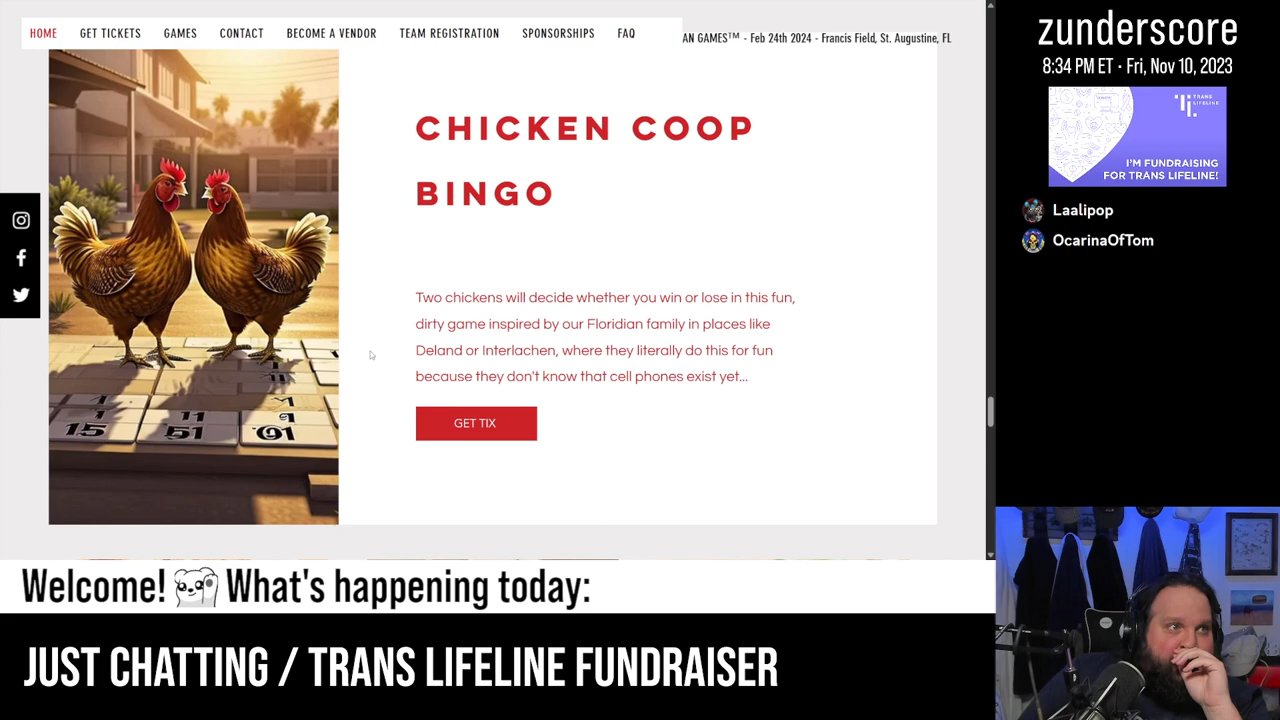 HOME GET TICKETS GAMES CONTACT BECOME A VENDOR TEAM REGISTRATION SPONSORSHIPS FAQ
AN GAMES™ - Feb 24th 2024 - Francis Field, St. Augustine, FL
CHICKEN COOP
BINGO
Two chickens will decide whether you win or lose in this fun,
dirty game inspired by our Floridian family in places like
Deland or Interlachen, where they literally do this for fun
because they don't know that cell phones exist yet...
GET TIX
15 51
zunderscore
8:34 PM ET · Fri, Nov 10, 2023
TRANS
LIFELINE
I'M FUNDRAISING
FOR TRANS LIFELINE!
Laalipop
OcarinaOfTom
Welcome! What's happening today:
JUST CHATTING / TRANS LIFELINE FUNDRAISER